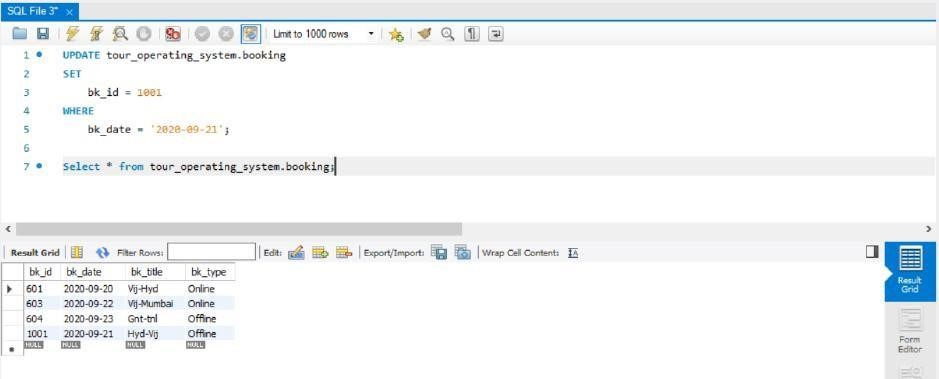 SQL File 3* ×
Limit to 1000 rows
1 UPDATE tour_operating_system.booking
2 SET
3 bk_id = 1001
4 WHERE
5 bk_date = '2020-09-21';
6
7 Select * from tour_operating_system.booking;
Result Grid Filter Rows: Edit: Export/Import: Wrap Cell Content: IA
bk_id bk_date bk_title bk_type
601 2020-09-20 Vij-Hyd Online
603 2020-09-22 Vij-Mumbai Online
604 2020-09-23 Gnt-tnl Offline
1001 2020-09-21 Hyd-Vij Offline
NULL NULL NULL NULL
Result
Grid
Form
Editor